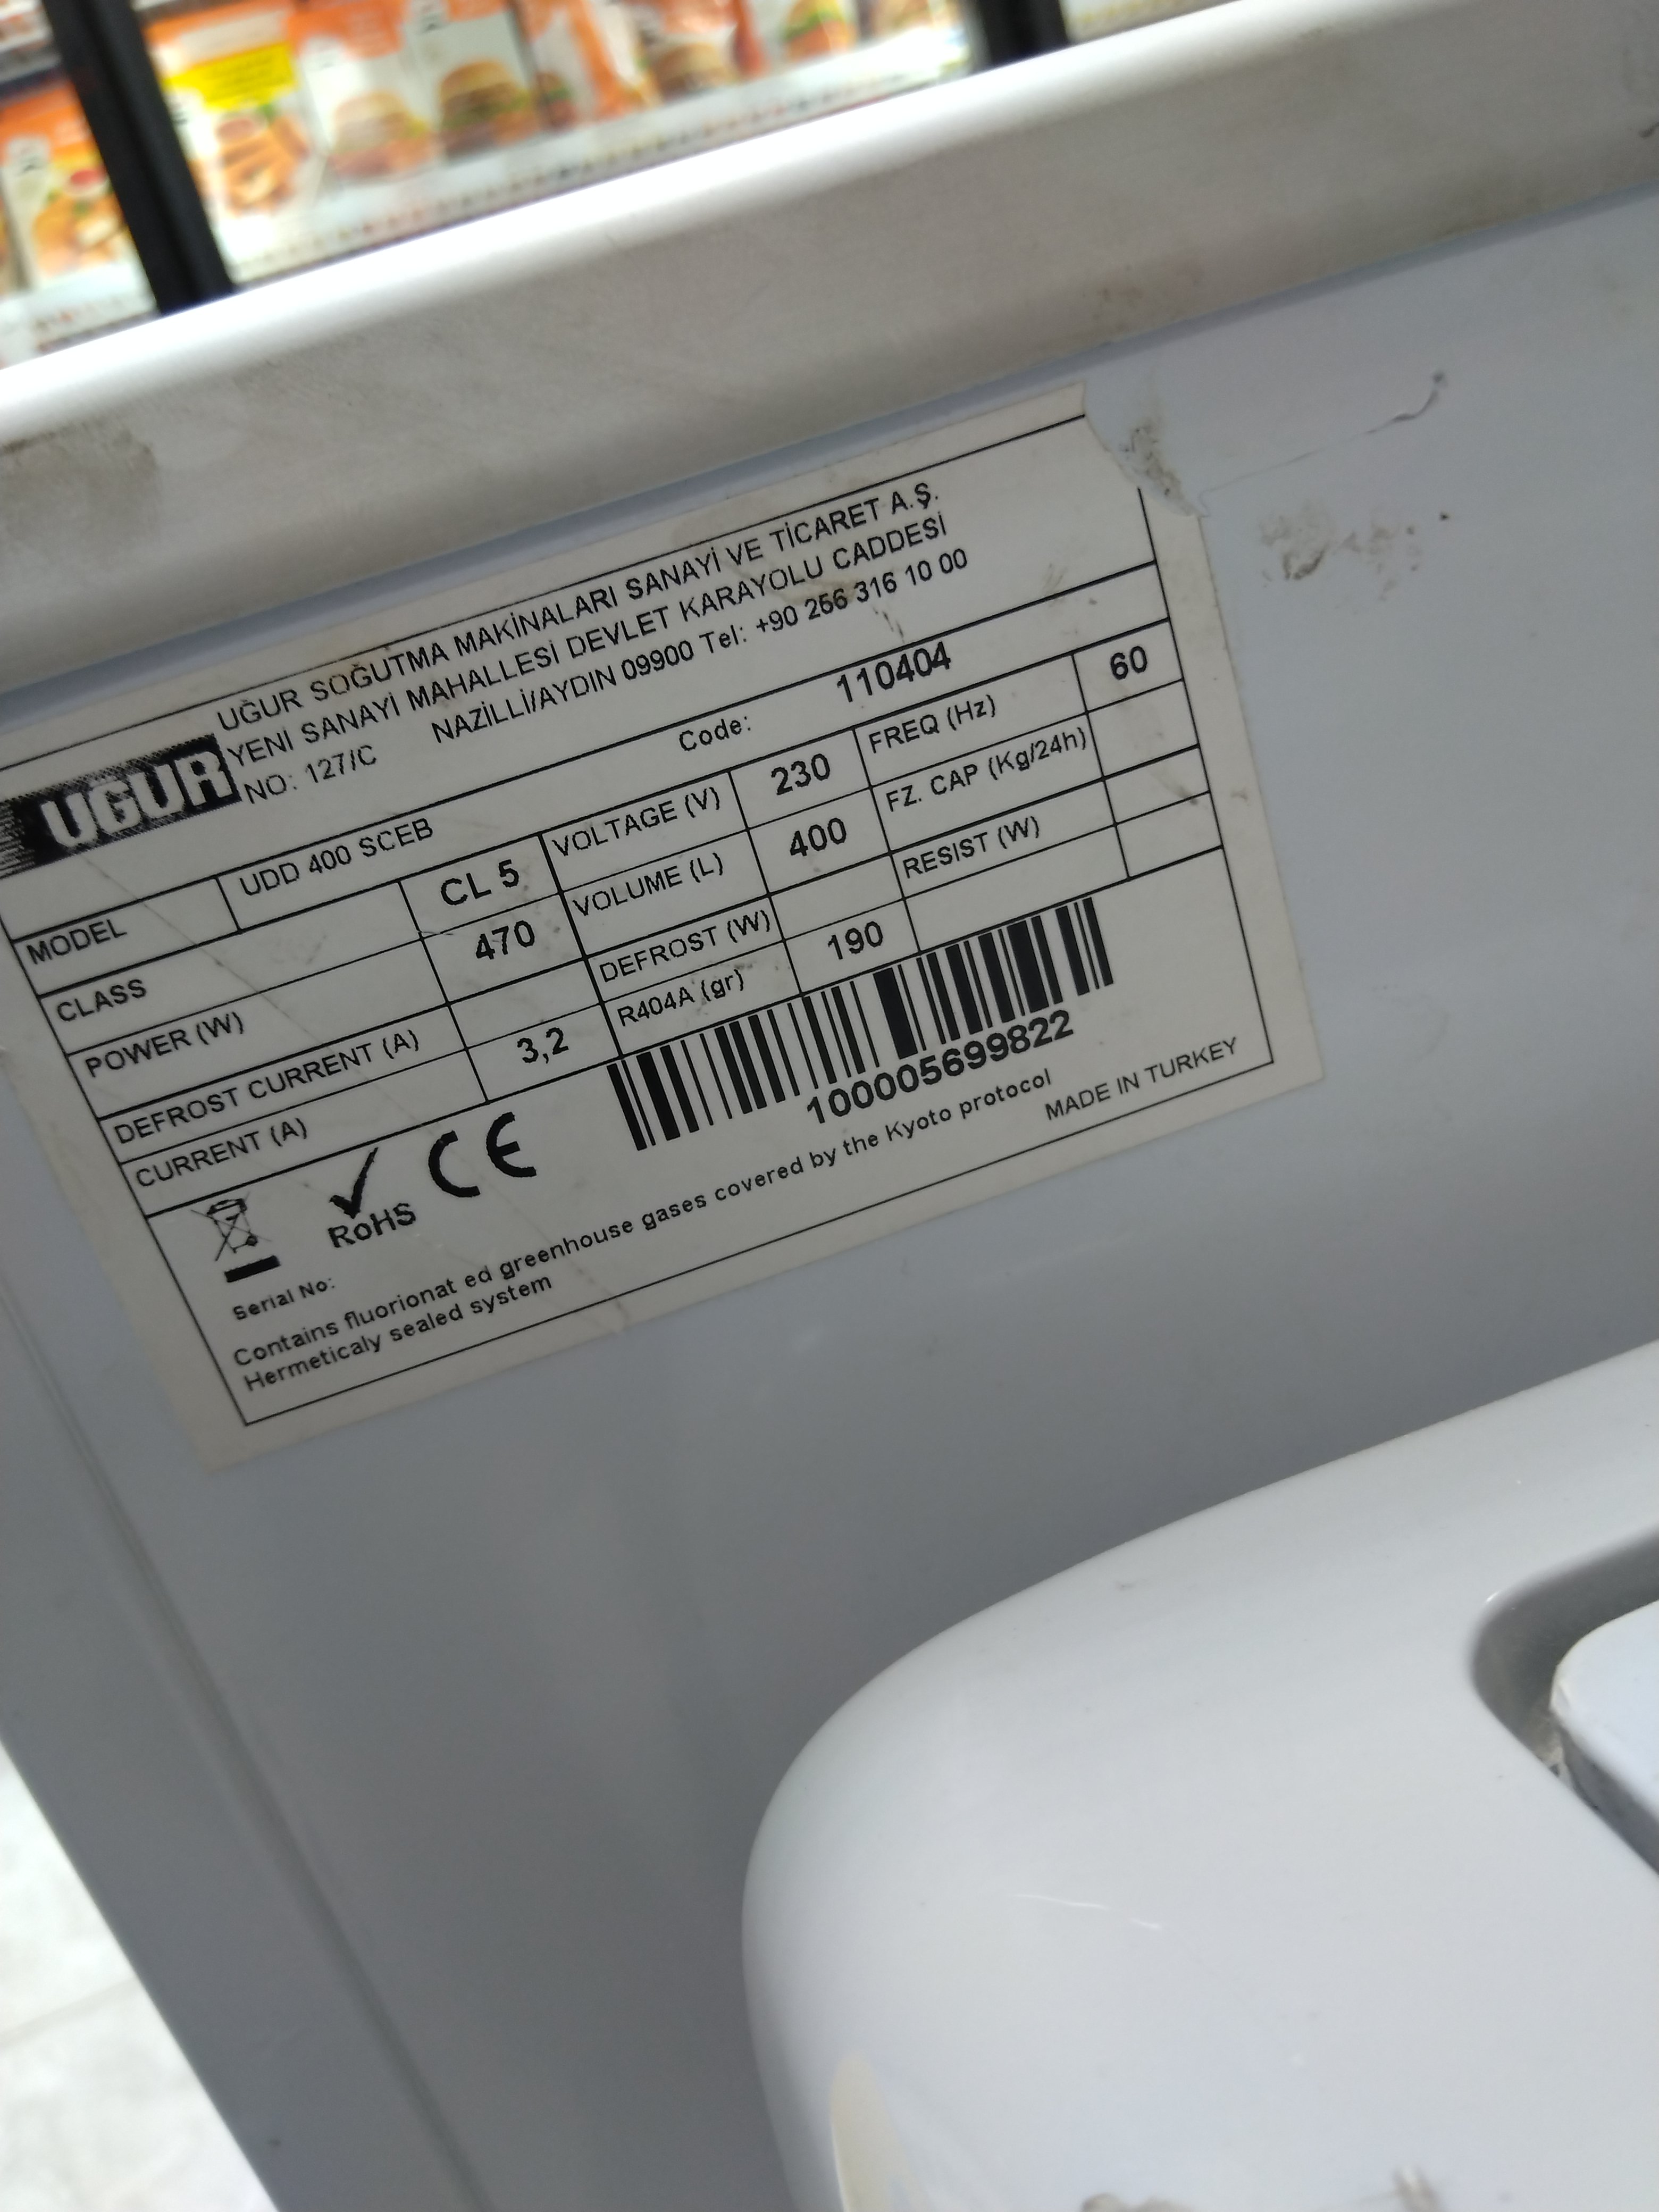 UĞUR SOĞUTMA MAKİNALARI SANAYİ VE TİCARET A.Ş.
YENİ SANAYİ MAHALLESİ DEVLET KARAYOLU CADDESİ
NO: 127/C NAZİLLİ/AYDIN 09900 Tel: +90 256 316 10 00
UĞUR
Code: 110404
MODEL UDD 400 SCEB
CLASS CL 5 VOLTAGE (V) 230 FREQ (Hz) 60
POWER (W) 470 VOLUME (L) 400 FZ. CAP (Kg/24h)
DEFROST CURRENT (A) DEFROST (W) RESIST (W)
CURRENT (A) 3,2 R404A (gr) 190
RoHS CE
100005699822
Serial No:
Contains fluorionat ed greenhouse gases covered by the Kyoto protocol
Hermeticaly sealed system
MADE IN TURKEY